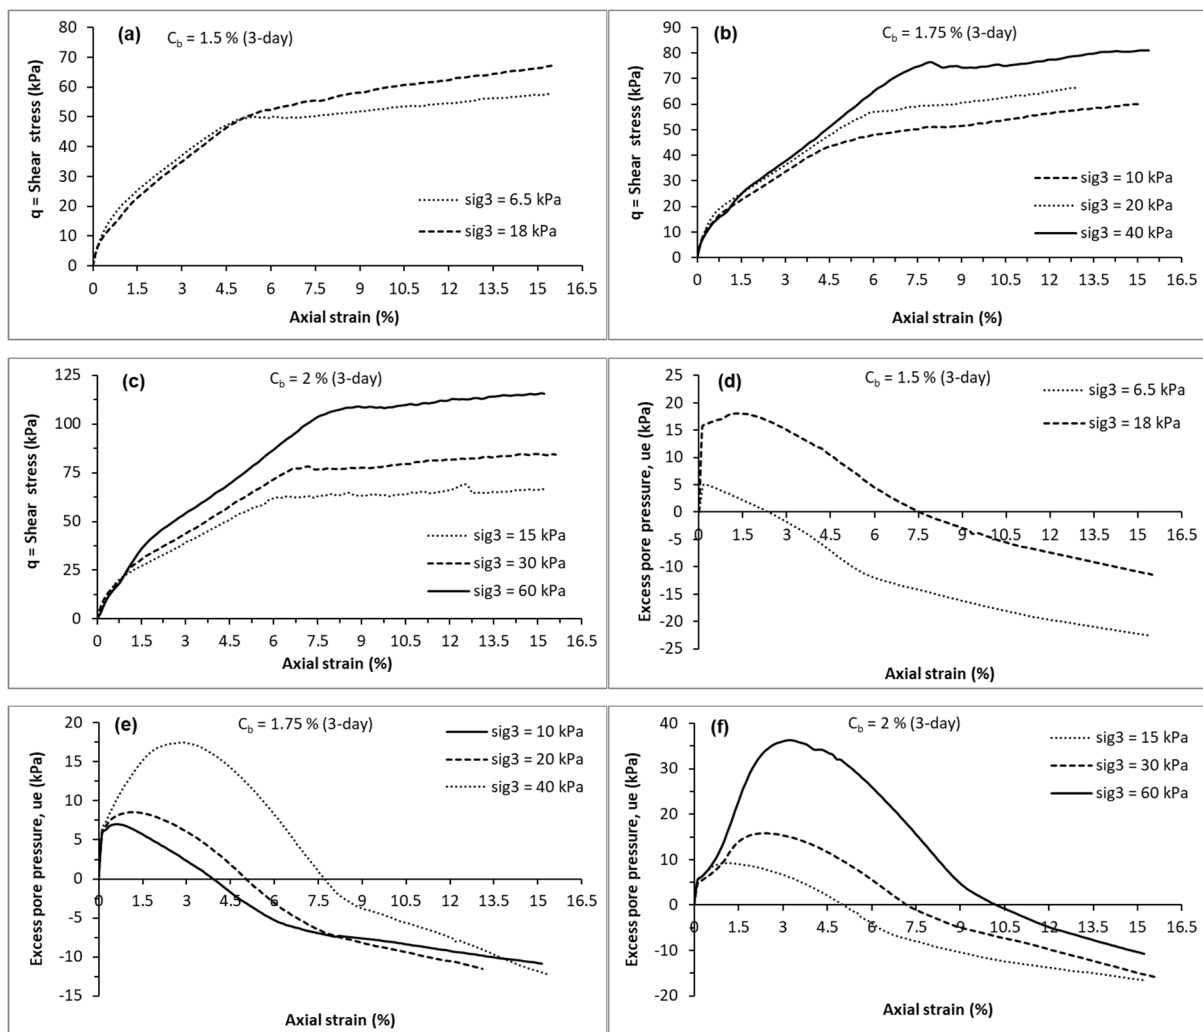 (a)
C_b = 1.5 % (3-day)
q = Shear stress (kPa)
80
70
60
50
40
30
20
10
0
sig3 = 6.5 kPa
sig3 = 18 kPa
0 1.5 3 4.5 6 7.5 9 10.5 12 13.5 15 16.5
Axial strain (%)
(b)
C_b = 1.75 % (3-day)
q = Shear stress (kPa)
90
80
70
60
50
40
30
20
10
0
sig3 = 10 kPa
sig3 = 20 kPa
sig3 = 40 kPa
0 1.5 3 4.5 6 7.5 9 10.5 12 13.5 15 16.5
Axial strain (%)
(c)
C_b = 2 % (3-day)
q = Shear stress (kPa)
125
100
75
50
25
0
sig3 = 15 kPa
sig3 = 30 kPa
sig3 = 60 kPa
0 1.5 3 4.5 6 7.5 9 10.5 12 13.5 15 16.5
Axial strain (%)
(d)
C_b = 1.5 % (3-day)
Excess pore pressure, ue (kPa)
25
20
15
10
5
0
-5
-10
-15
-20
-25
sig3 = 6.5 kPa
sig3 = 18 kPa
0 1.5 3 4.5 6 7.5 9 10.5 12 13.5 15 16.5
Axial strain (%)
(e)
C_b = 1.75 % (3-day)
Excess pore pressure, ue (kPa)
20
15
10
5
0
-5
-10
-15
sig3 = 10 kPa
sig3 = 20 kPa
sig3 = 40 kPa
0 1.5 3 4.5 6 7.5 9 10.5 12 13.5 15 16.5
Axial strain (%)
(f)
C_b = 2 % (3-day)
Excess pore pressure, ue (kPa)
40
30
20
10
0
-10
-20
sig3 = 15 kPa
sig3 = 30 kPa
sig3 = 60 kPa
0 1.5 3 4.5 6 7.5 9 10.5 12 13.5 15 16.5
Axial strain (%)